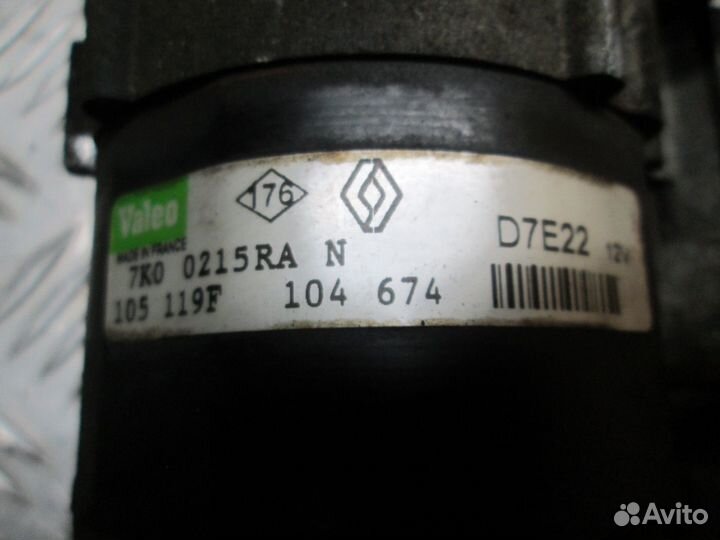 Valeo
MADE IN FRANCE
176
D7E22 12V
7K0 0215RA N
105 119F 104 674
Avito